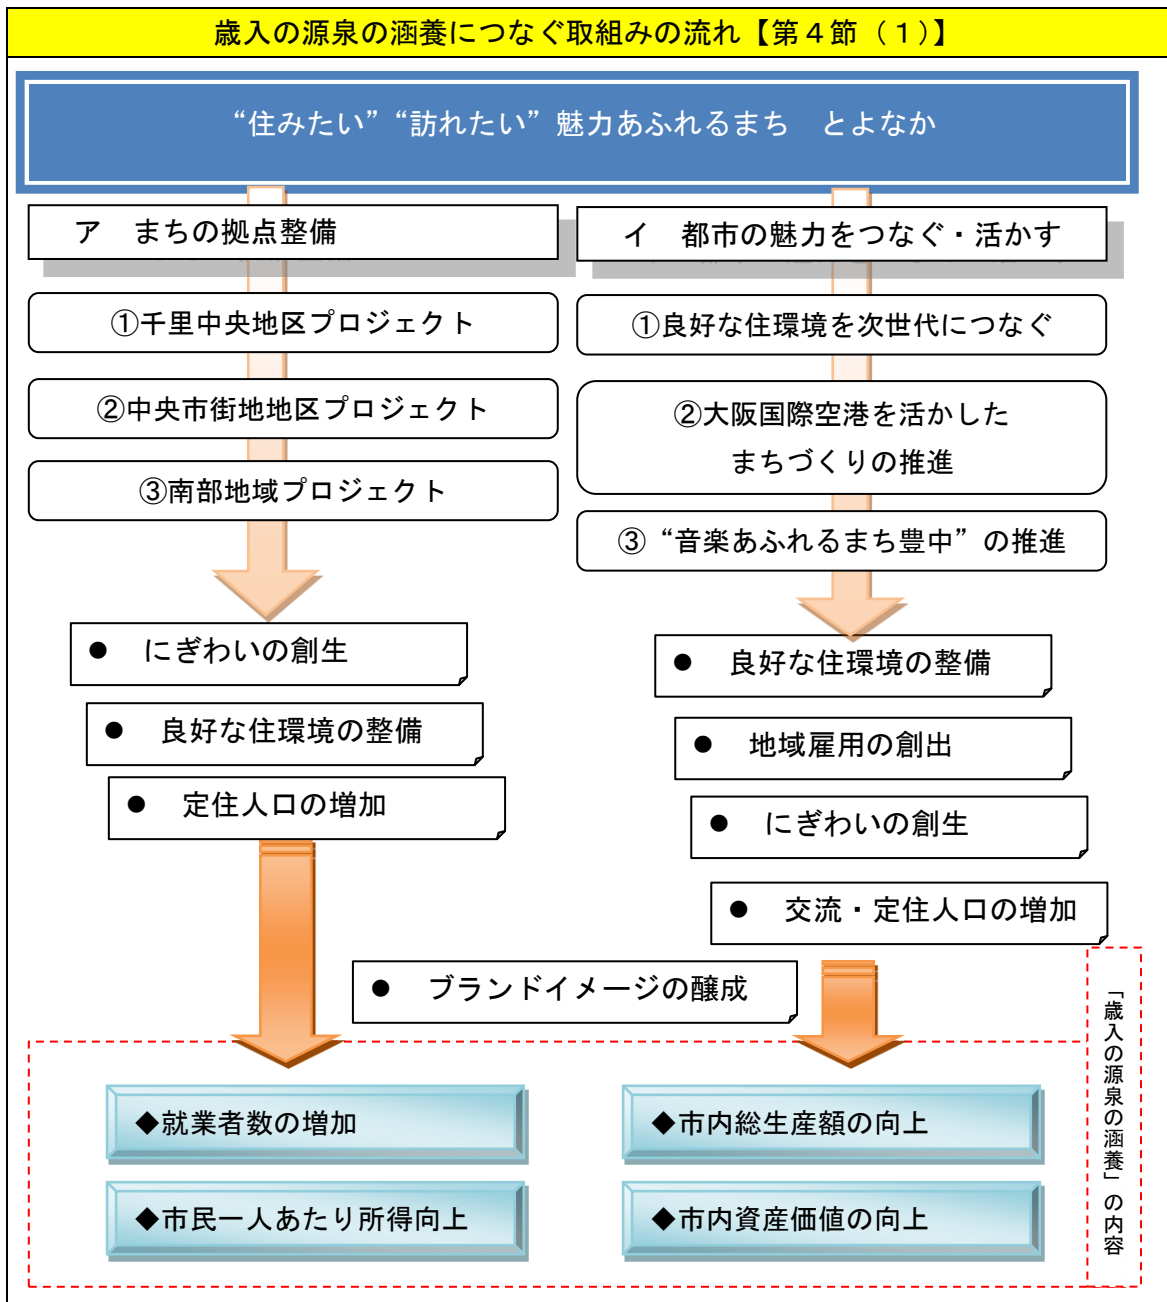 歳入の源泉の涵養につなぐ取組みの流れ【第４節（１）】
“住みたい”“訪れたい”魅力あふれるまち　とよなか
ア　まちの拠点整備
①千里中央地区プロジェクト
②中央市街地地区プロジェクト
③南部地域プロジェクト
● にぎわいの創生
● 良好な住環境の整備
● 定住人口の増加
イ　都市の魅力をつなぐ・活かす
①良好な住環境を次世代につなぐ
②大阪国際空港を活かした
まちづくりの推進
③“音楽あふれるまち豊中”の推進
● 良好な住環境の整備
● 地域雇用の創出
● にぎわいの創生
● 交流・定住人口の増加
● ブランドイメージの醸成
◆就業者数の増加
◆市内総生産額の向上
◆市民一人あたり所得向上
◆市内資産価値の向上
「歳入の源泉の涵養」の内容